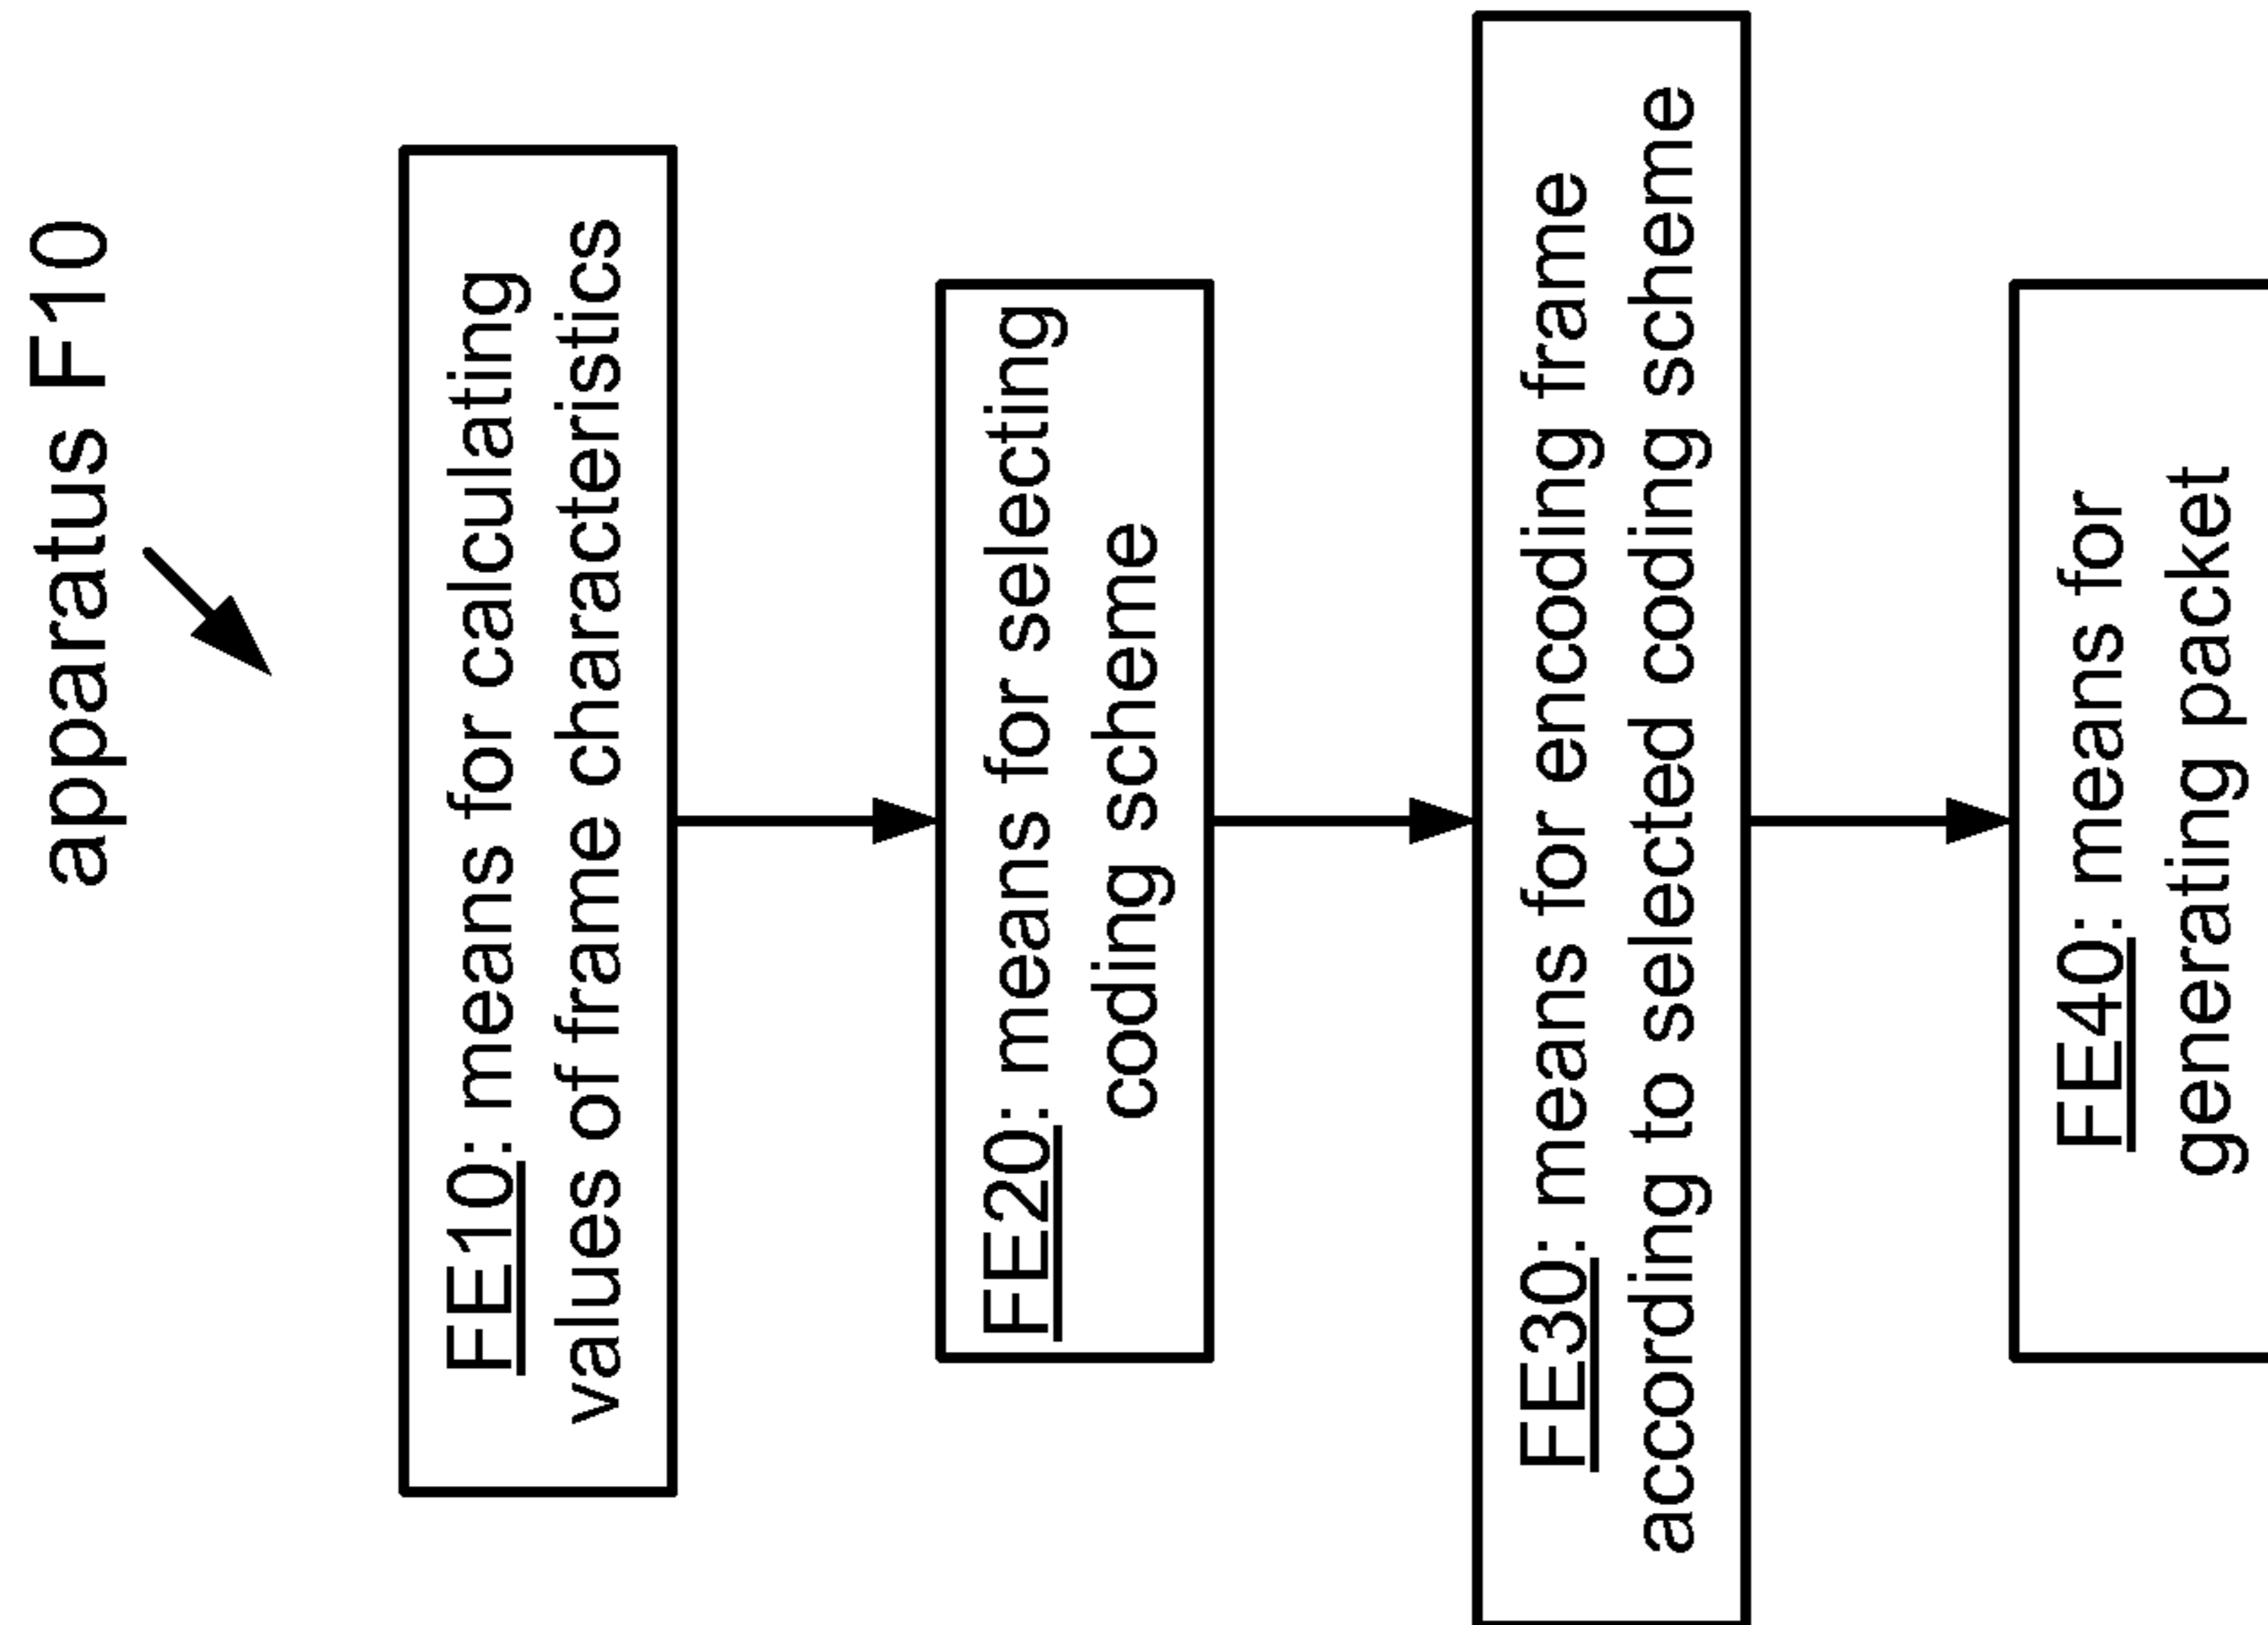 apparatus F10
FE10: means for calculating
values of frame characteristics
FE20: means for selecting
coding scheme
FE30: means for encoding frame
according to selected coding scheme
FE40: means for
generating packet